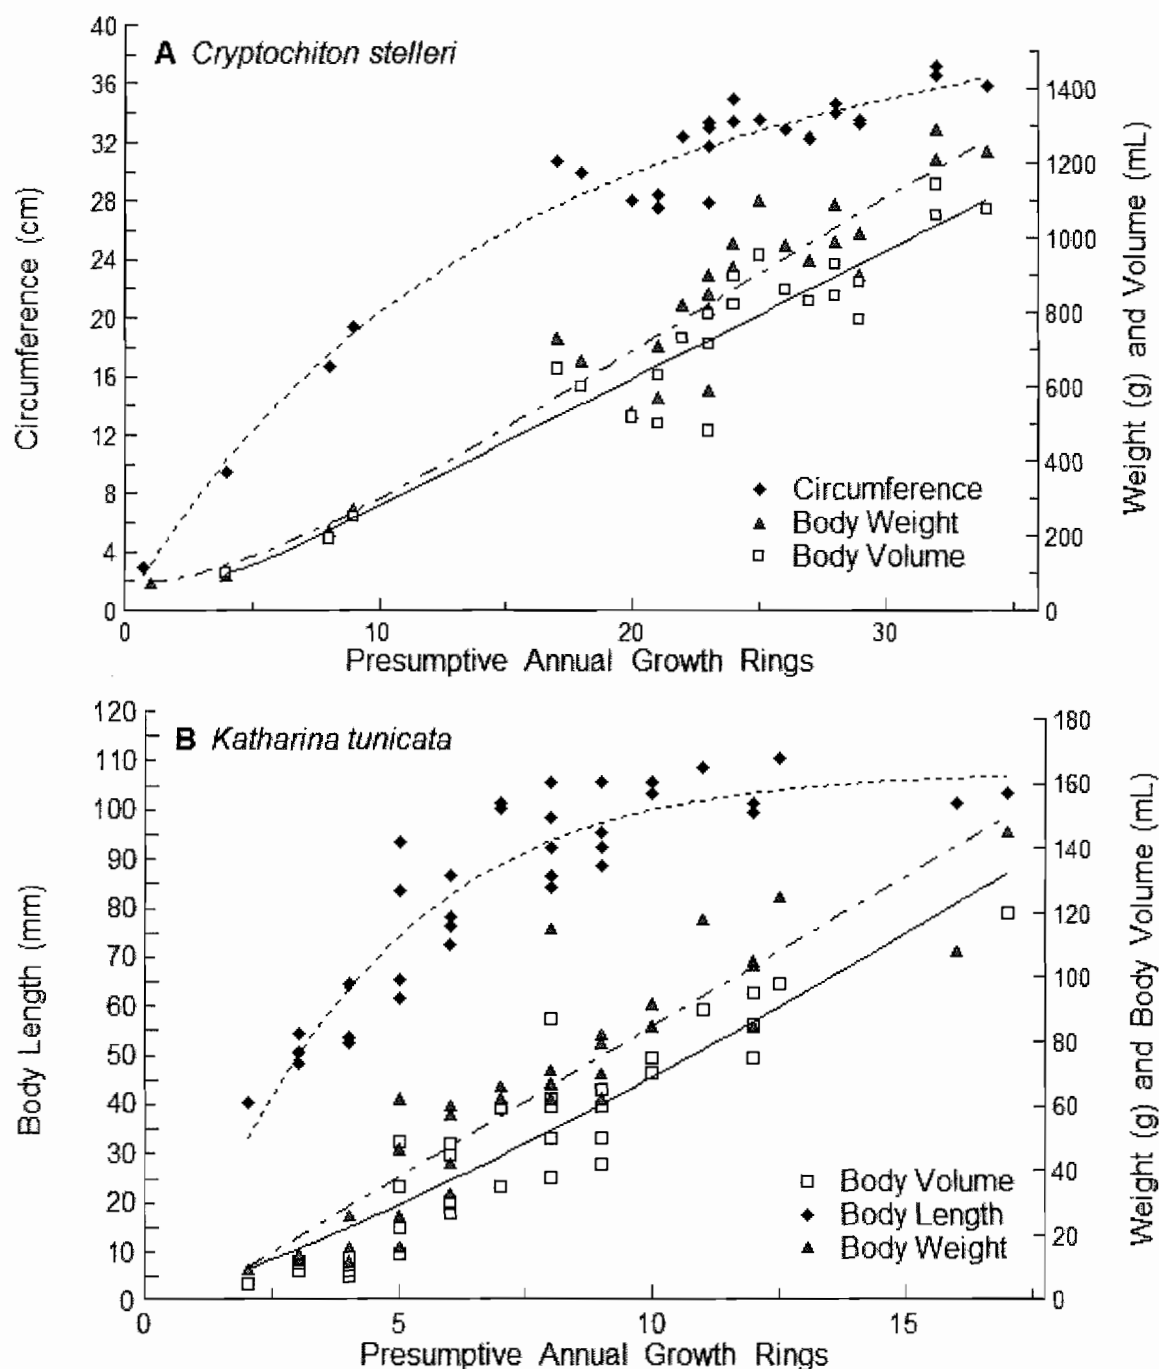 A Cryptochiton stelleri
40
36
32
28
24
20
16
12
8
4
0
Circumference (cm)
1400
1200
1000
800
600
400
200
0
Weight (g) and Volume (mL)
Circumference
Body Weight
Body Volume
0 10 20 30
Presumptive Annual Growth Rings
B Katharina tunicata
120
110
100
90
80
70
60
50
40
30
20
10
0
Body Length (mm)
180
160
140
120
100
80
60
40
20
0
Weight (g) and Body Volume (mL)
Body Volume
Body Length
Body Weight
0 5 10 15
Presumptive Annual Growth Rings